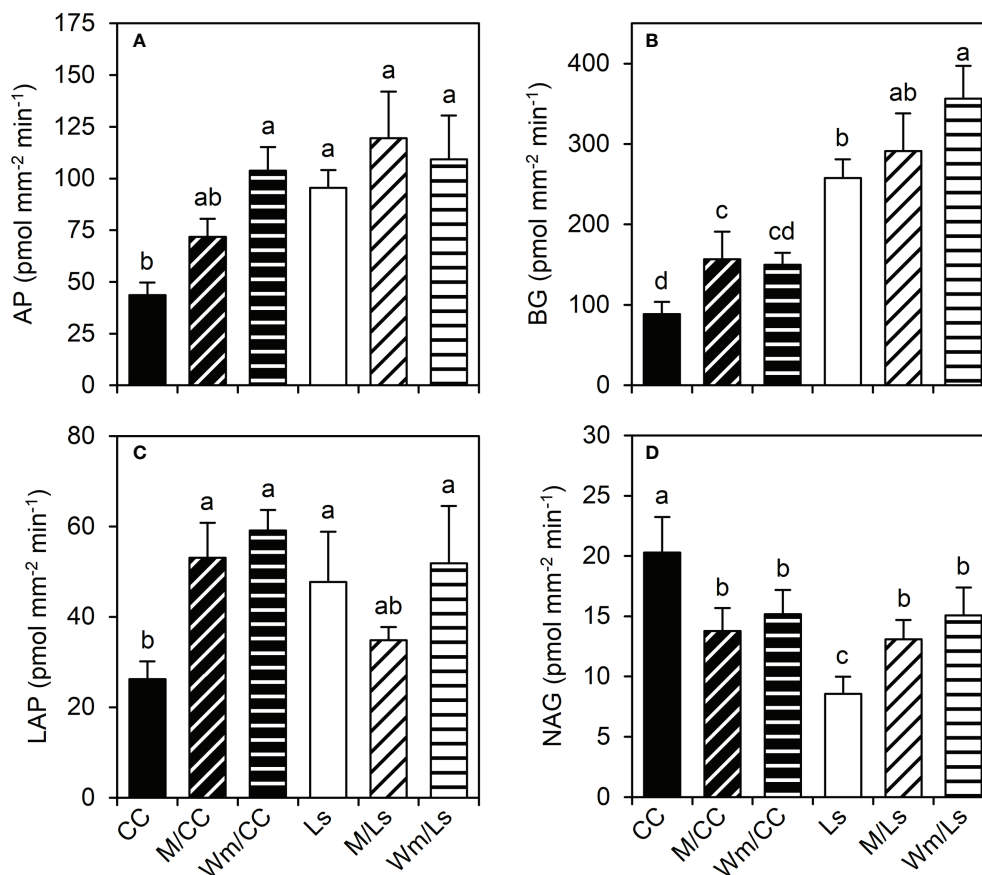 A
AP (pmol mm⁻² min⁻¹)
175
150
125
100
75
50
25
0
b
ab
a
a
a
a
B
BG (pmol mm⁻² min⁻¹)
400
300
200
100
0
d
c
cd
b
ab
a
C
LAP (pmol mm⁻² min⁻¹)
80
60
40
20
0
b
a
a
a
ab
a
CC
M/CC
Wm/CC
Ls
M/Ls
Wm/Ls
D
NAG (pmol mm⁻² min⁻¹)
30
25
20
15
10
5
0
a
b
b
c
b
b
CC
M/CC
Wm/CC
Ls
M/Ls
Wm/Ls